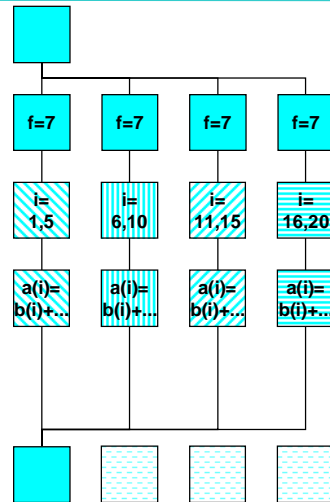 f=7
f=7
f=7
f=7
i=
1,5
i=
6,10
i=
11,15
i=
16,20
a(i)=
b(i)+...
a(i)=
b(i)+...
a(i)=
b(i)+...
a(i)=
b(i)+...